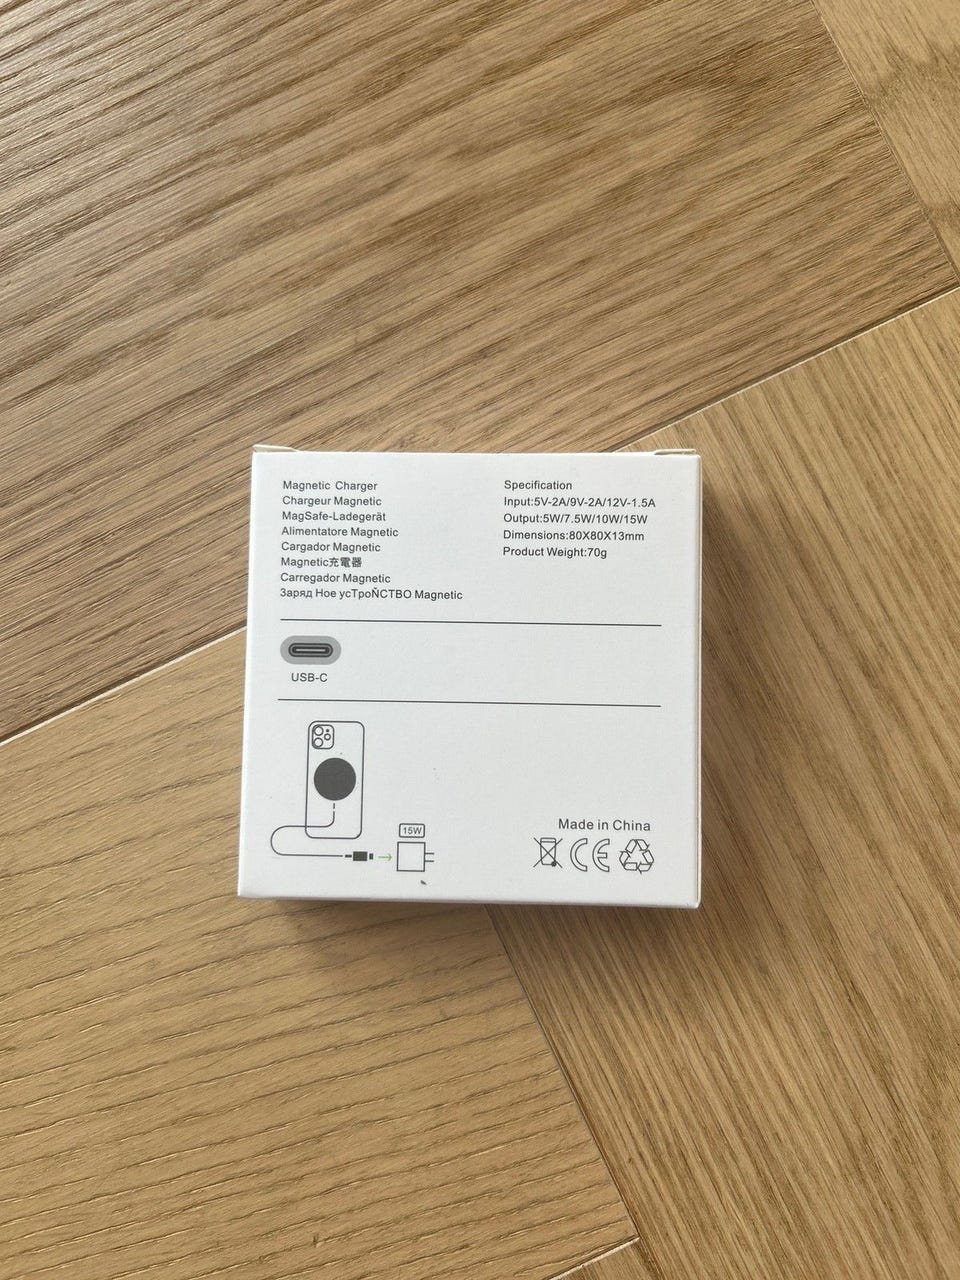 Magnetic Charger
Chargeur Magnetic
MagSafe-Ladegerät
Alimentatore Magnetic
Cargador Magnetic
Magnetic充電器
Carregador Magnetic
Заряд Ное усТроЙСТВО Magnetic
Specification
Input:5V-2A/9V-2A/12V-1.5A
Output:5W/7.5W/10W/15W
Dimensions:80X80X13mm
Product Weight:70g
USB-C
15W
Made in China
CE